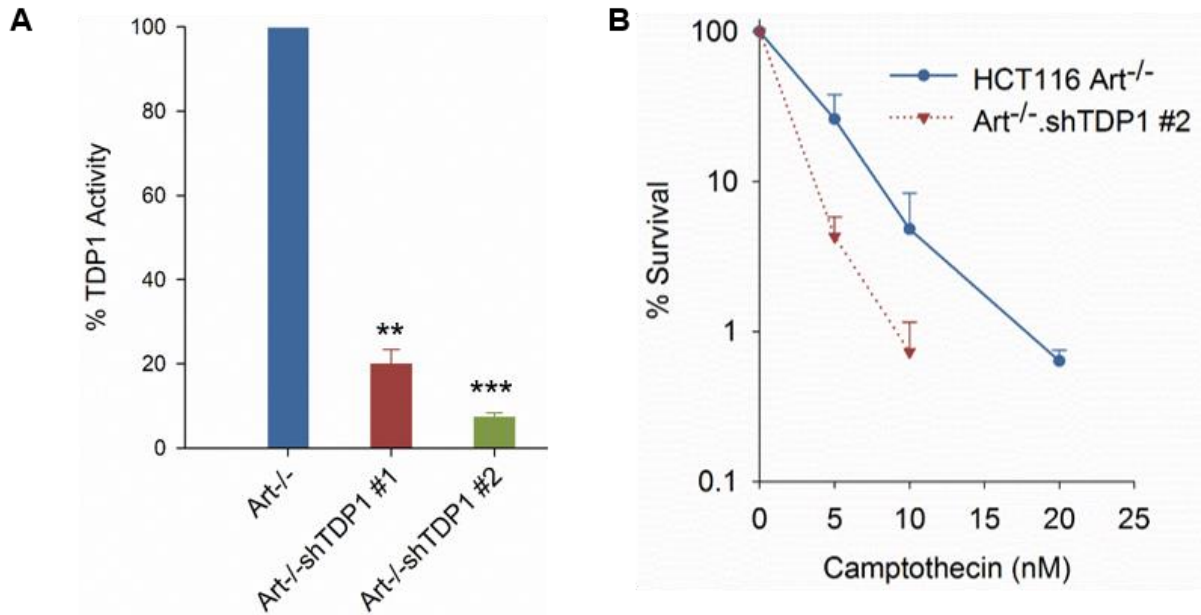 A
% TDP1 Activity
100
80
60
40
20
0
**
***
Art-/-
Art-/-shTDP1 #1
Art-/-shTDP1 #2
B
% Survival
100
10
1
0.1
HCT116 Art-/-
Art-/-.shTDP1 #2
0 5 10 15 20 25
Camptothecin (nM)